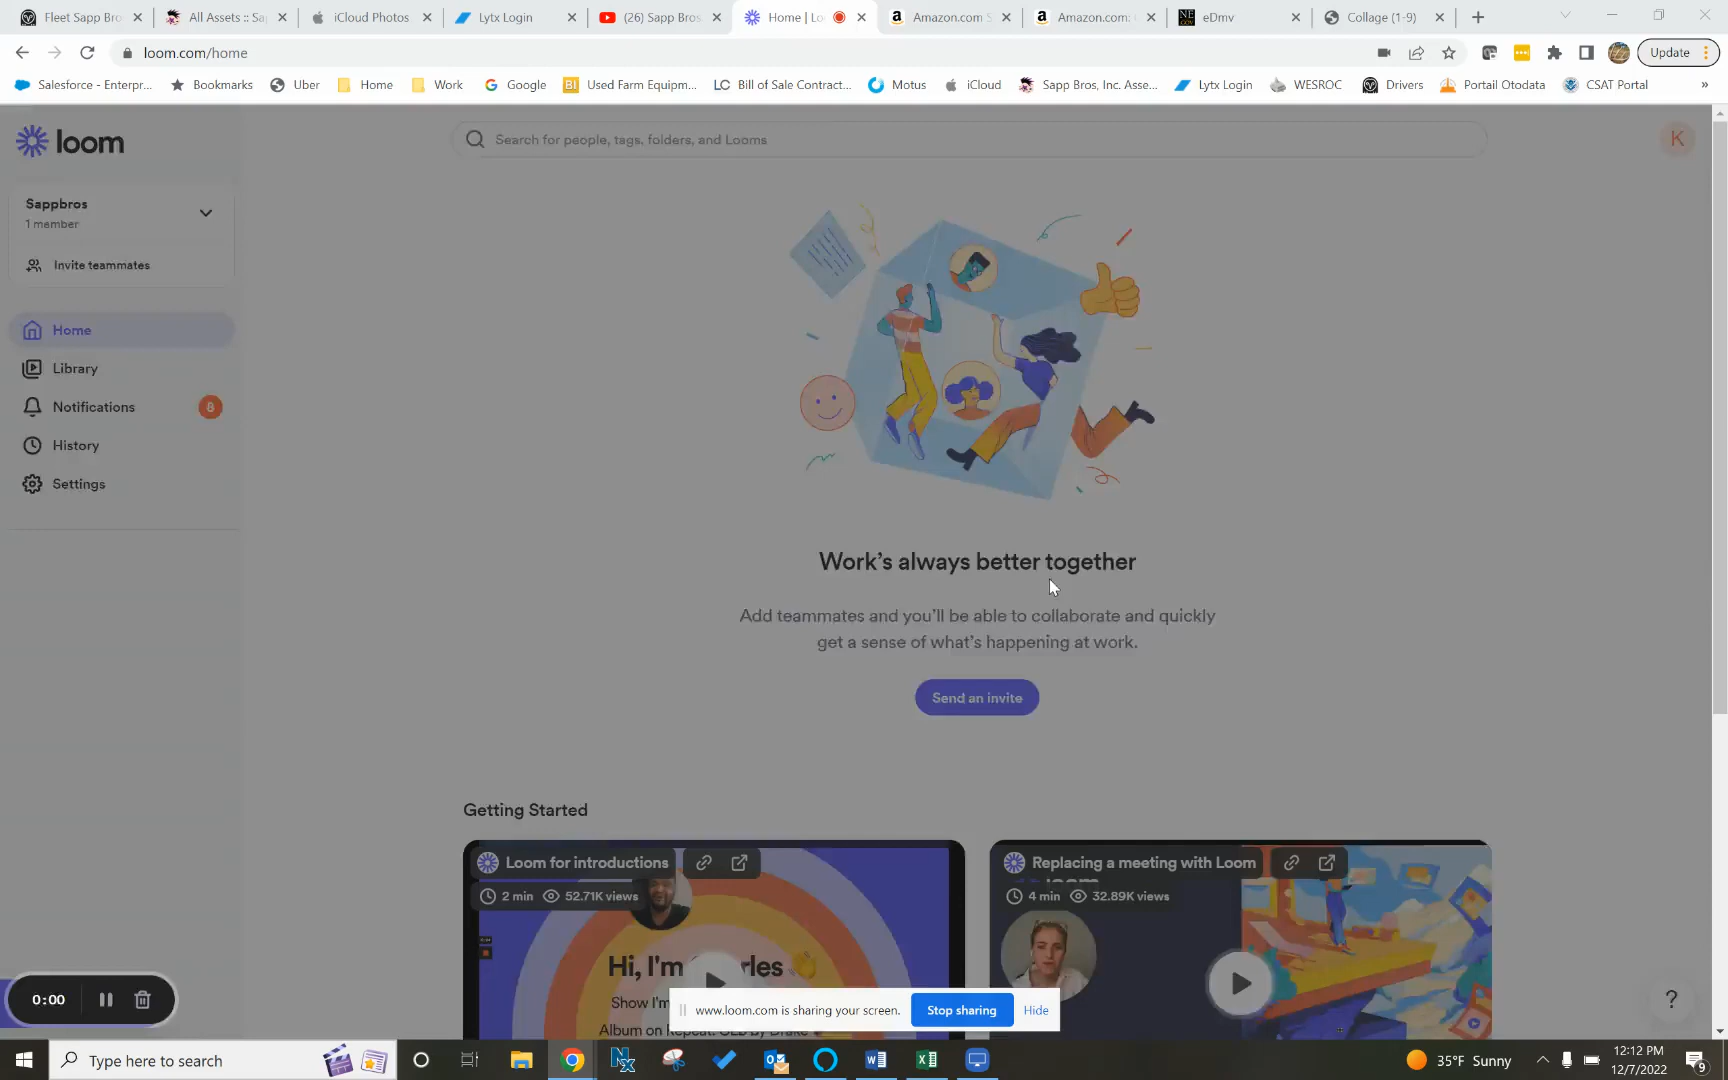 Fleet Sapp Bro
All Assets :: Sa
iCloud Photos
Lytx Login
(26) Sapp Bros
Home | Lo
Amazon.com S
Amazon.com:
eDmv
Collage (1-9)
loom.com/home
Update
Salesforce - Enterpr...
Bookmarks
Uber
Home
Work
Google
Used Farm Equipm...
LC Bill of Sale Contract...
Motus
iCloud
Sapp Bros, Inc. Asse...
Lytx Login
WESROC
Drivers
Portail Otodata
CSAT Portal
»
loom
Search for people, tags, folders, and Looms
K
Sappbros
1 member
Invite teammates
Home
Library
Notifications 8
History
Settings
Work's always better together
Add teammates and you'll be able to collaborate and quickly
get a sense of what's happening at work.
Send an invite
Getting Started
Loom for introductions
2 min 52.71K views
Hi, I'm
rles
Show I'm
Album on Repeat: CLB by Drake
Replacing a meeting with Loom
4 min 32.89K views
0:00
www.loom.com is sharing your screen.
Stop sharing
Hide
?
Type here to search
35°F Sunny
12:12 PM
12/7/2022
9